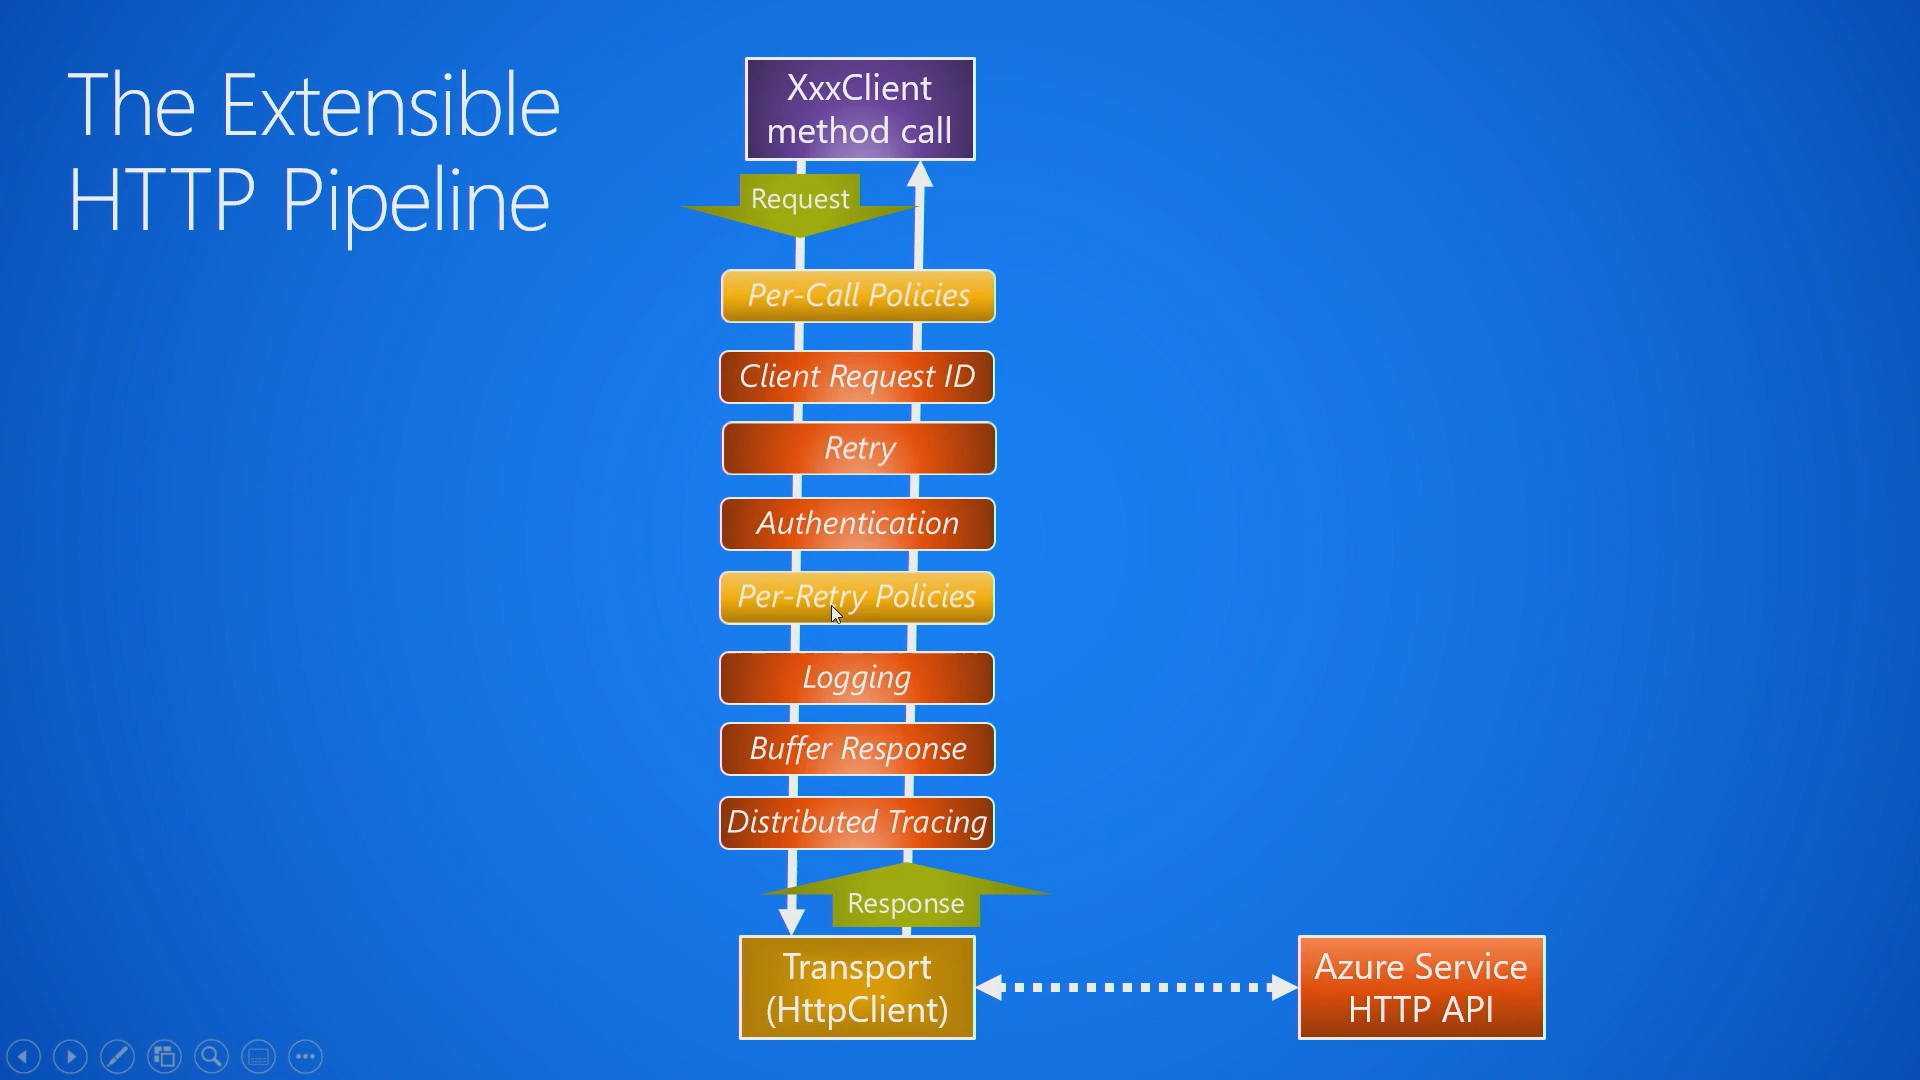 The Extensible
HTTP Pipeline
XxxClient
method call
Request
Per-Call Policies
Client Request ID
Retry
Authentication
Per-Retry Policies
Logging
Buffer Response
Distributed Tracing
Response
Transport
(HttpClient)
Azure Service
HTTP API